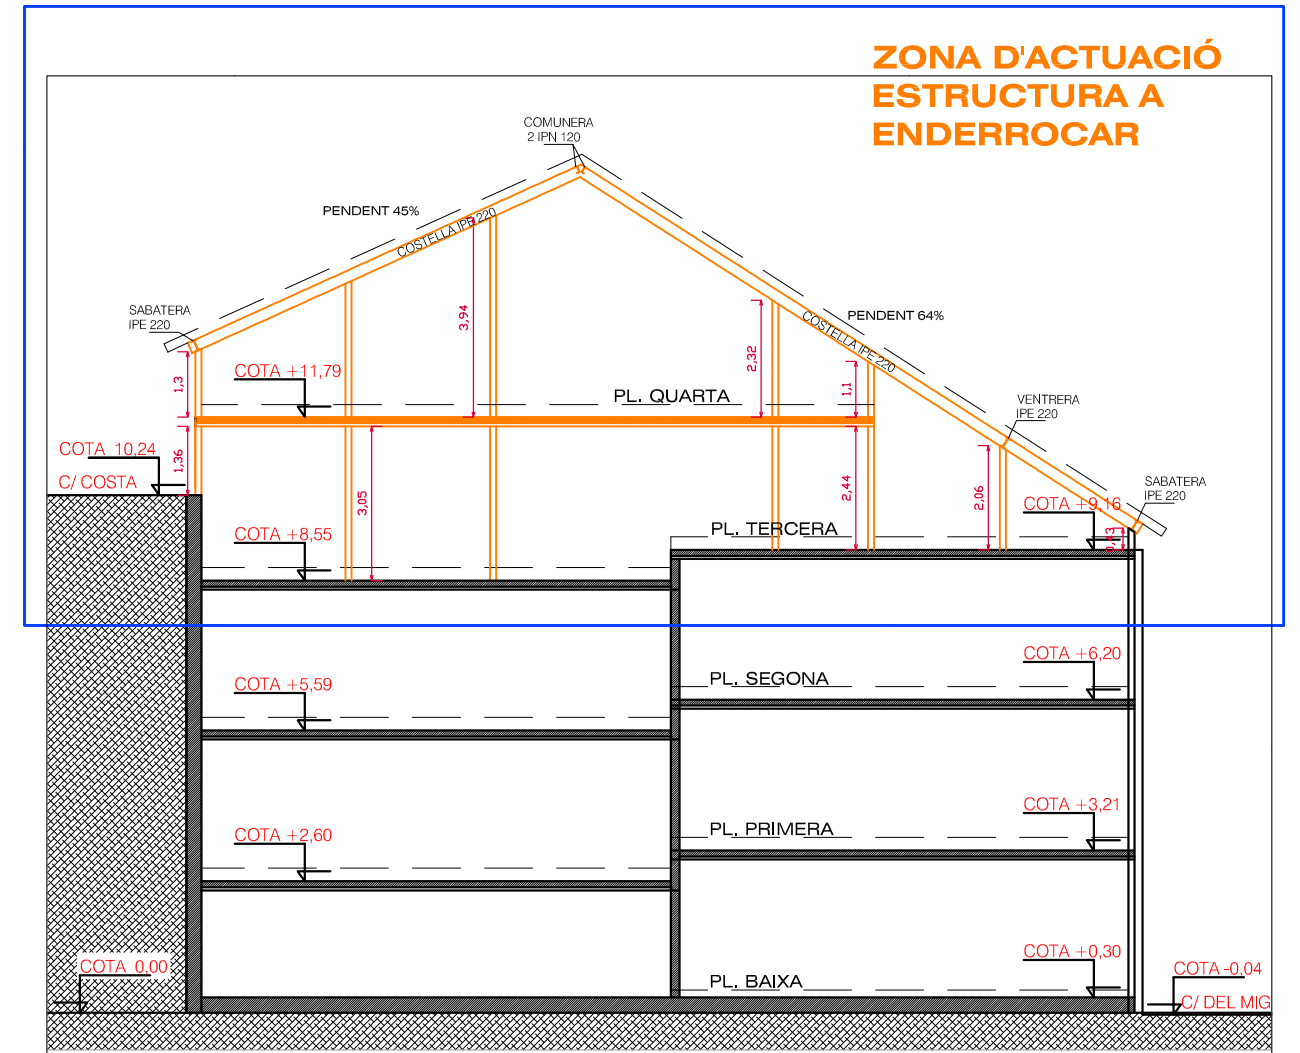 ZONA D'ACTUACIÓ
ESTRUCTURA A
ENDERROCAR
COMUNERA
2 IPN 120
PENDENT 45%
COSTELLA IPE 220
SABATERA
IPE 220
3,94
PENDENT 64%
COSTELLA IPE 220
2,32
1,3
COTA +11,79
1,1
PL. QUARTA
VENTRERA
IPE 220
COTA 10,24
C/ COSTA
1,36
3,05
2,44
2,06
SABATERA
IPE 220
COTA +9,16
0,43
COTA +8,55
PL. TERCERA
COTA +6,20
COTA +5,59
PL. SEGONA
COTA +3,21
COTA +2,60
PL. PRIMERA
COTA +0,30
COTA 0,00
PL. BAIXA
COTA -0,04
C/ DEL MIG